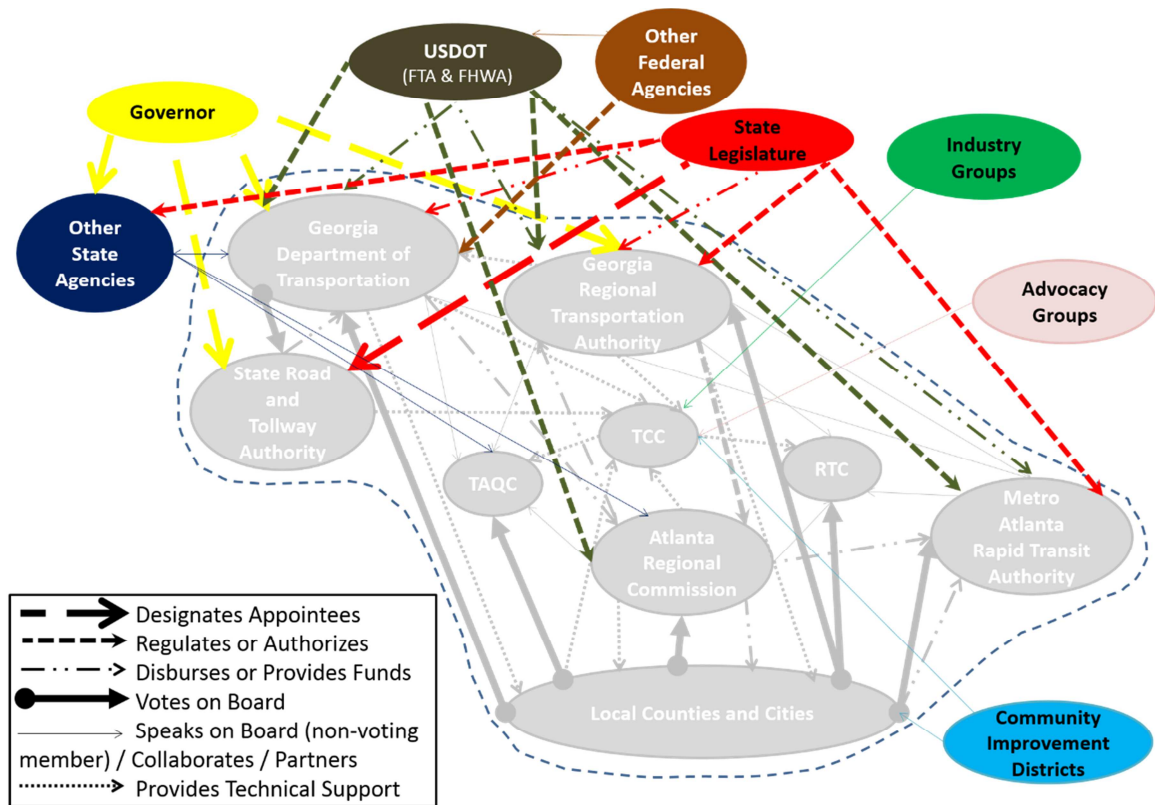 USDOT
(FTA & FHWA)
Other
Federal
Agencies
Governor
State
Legislature
Industry
Groups
Other
State
Agencies
Georgia
Department of
Transportation
Georgia
Regional
Transportation
Authority
Advocacy
Groups
State Road
and
Tollway
Authority
TCC
TAQC
RTC
Atlanta
Regional
Commission
Metro
Atlanta
Rapid Transit
Authority
Local Counties and Cities
Community
Improvement
Districts
Designates Appointees
Regulates or Authorizes
Disburses or Provides Funds
Votes on Board
Speaks on Board (non-voting
member) / Collaborates / Partners
Provides Technical Support